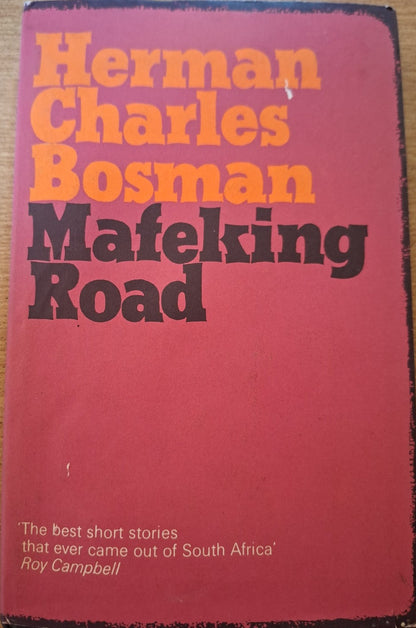 Herman
Charles
Bosman
Mafeking
Road
'The best short stories
that ever came out of South Africa'
Roy Campbell